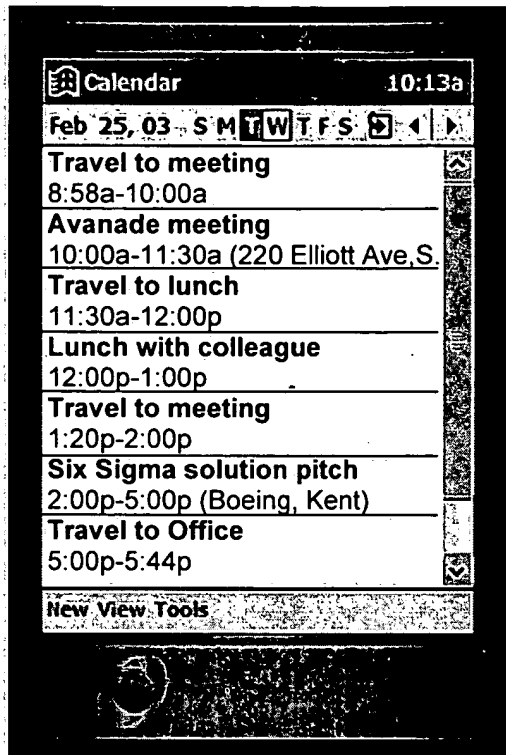 Calendar 10:13a
Feb 25, 03 S M T W T F S
Travel to meeting
8:58a-10:00a
Avanade meeting
10:00a-11:30a (220 Elliott Ave,S.
Travel to lunch
11:30a-12:00p
Lunch with colleague
12:00p-1:00p
Travel to meeting
1:20p-2:00p
Six Sigma solution pitch
2:00p-5:00p (Boeing, Kent)
Travel to Office
5:00p-5:44p
New View Tools